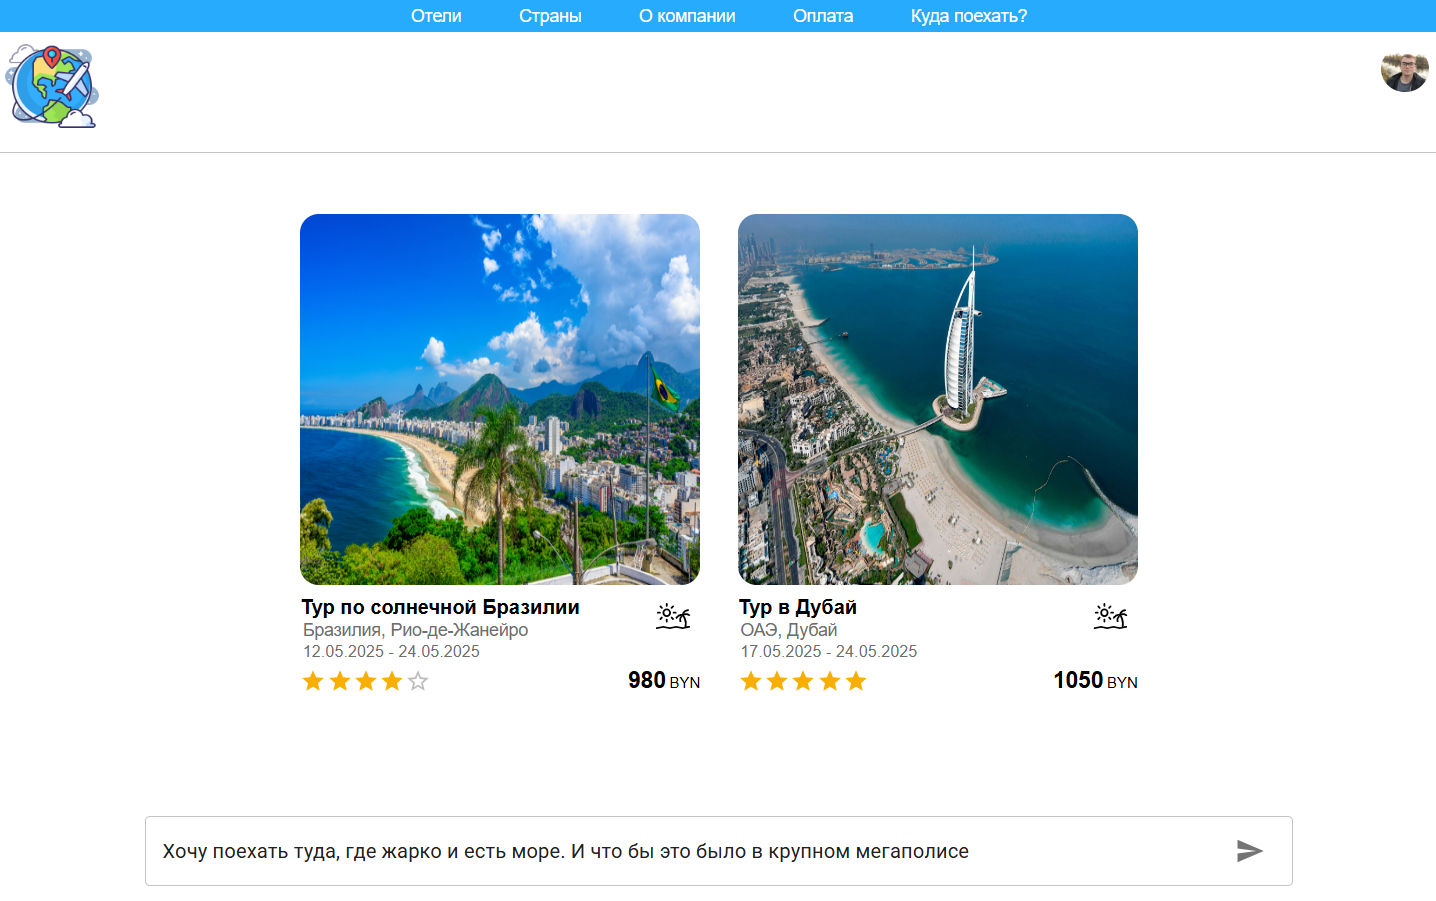 Отели Страны О компании Оплата Куда поехать?
Тур по солнечной Бразилии
Бразилия, Рио-де-Жанейро
12.05.2025 - 24.05.2025
980 BYN
Тур в Дубай
ОАЭ, Дубай
17.05.2025 - 24.05.2025
1050 BYN
Хочу поехать туда, где жарко и есть море. И что бы это было в крупном мегаполисе